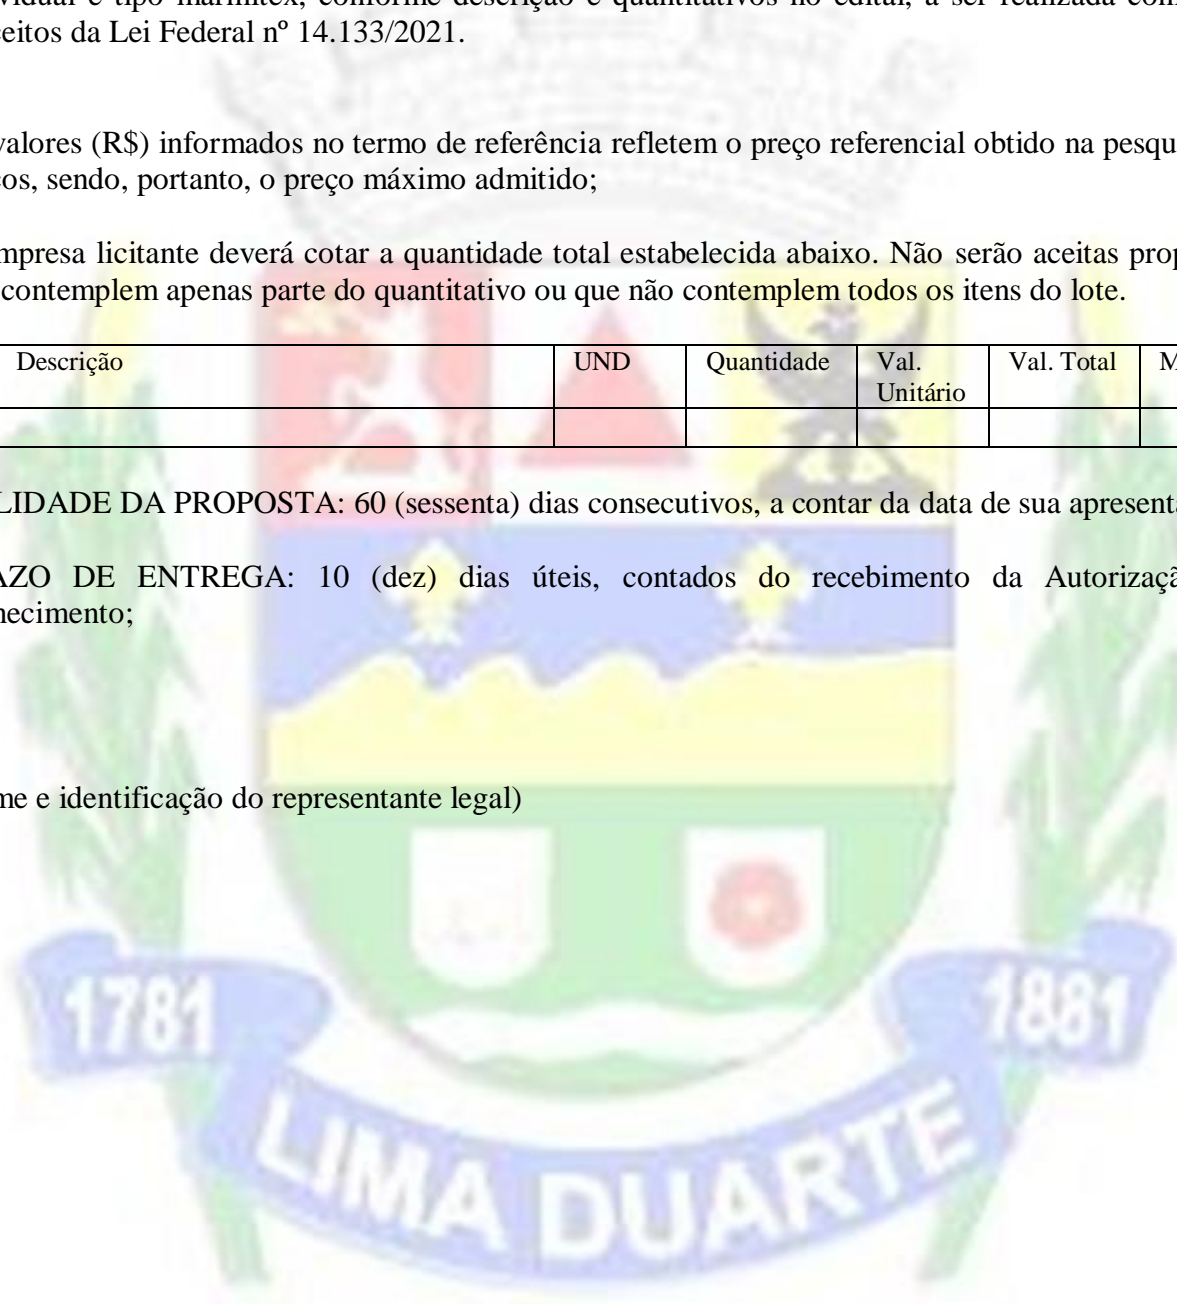 vidual e tipo marmitex, conforme descrição e quantitativos no edital, a ser realizada com
ceitos da Lei Federal nº 14.133/2021.
valores (R$) informados no termo de referência refletem o preço referencial obtido na pesqu
os, sendo, portanto, o preço máximo admitido;
mpresa licitante deverá cotar a quantidade total estabelecida abaixo. Não serão aceitas prop
contemplem apenas parte do quantitativo ou que não contemplem todos os itens do lote.
Descrição UND Quantidade Val. Unitário Val. Total M
LIDADE DA PROPOSTA: 60 (sessenta) dias consecutivos, a contar da data de sua apresenta
AZO DE ENTREGA: 10 (dez) dias úteis, contados do recebimento da Autorizaçã
necimento;
me e identificação do representante legal)
1781
1881
LIMA DUARTE